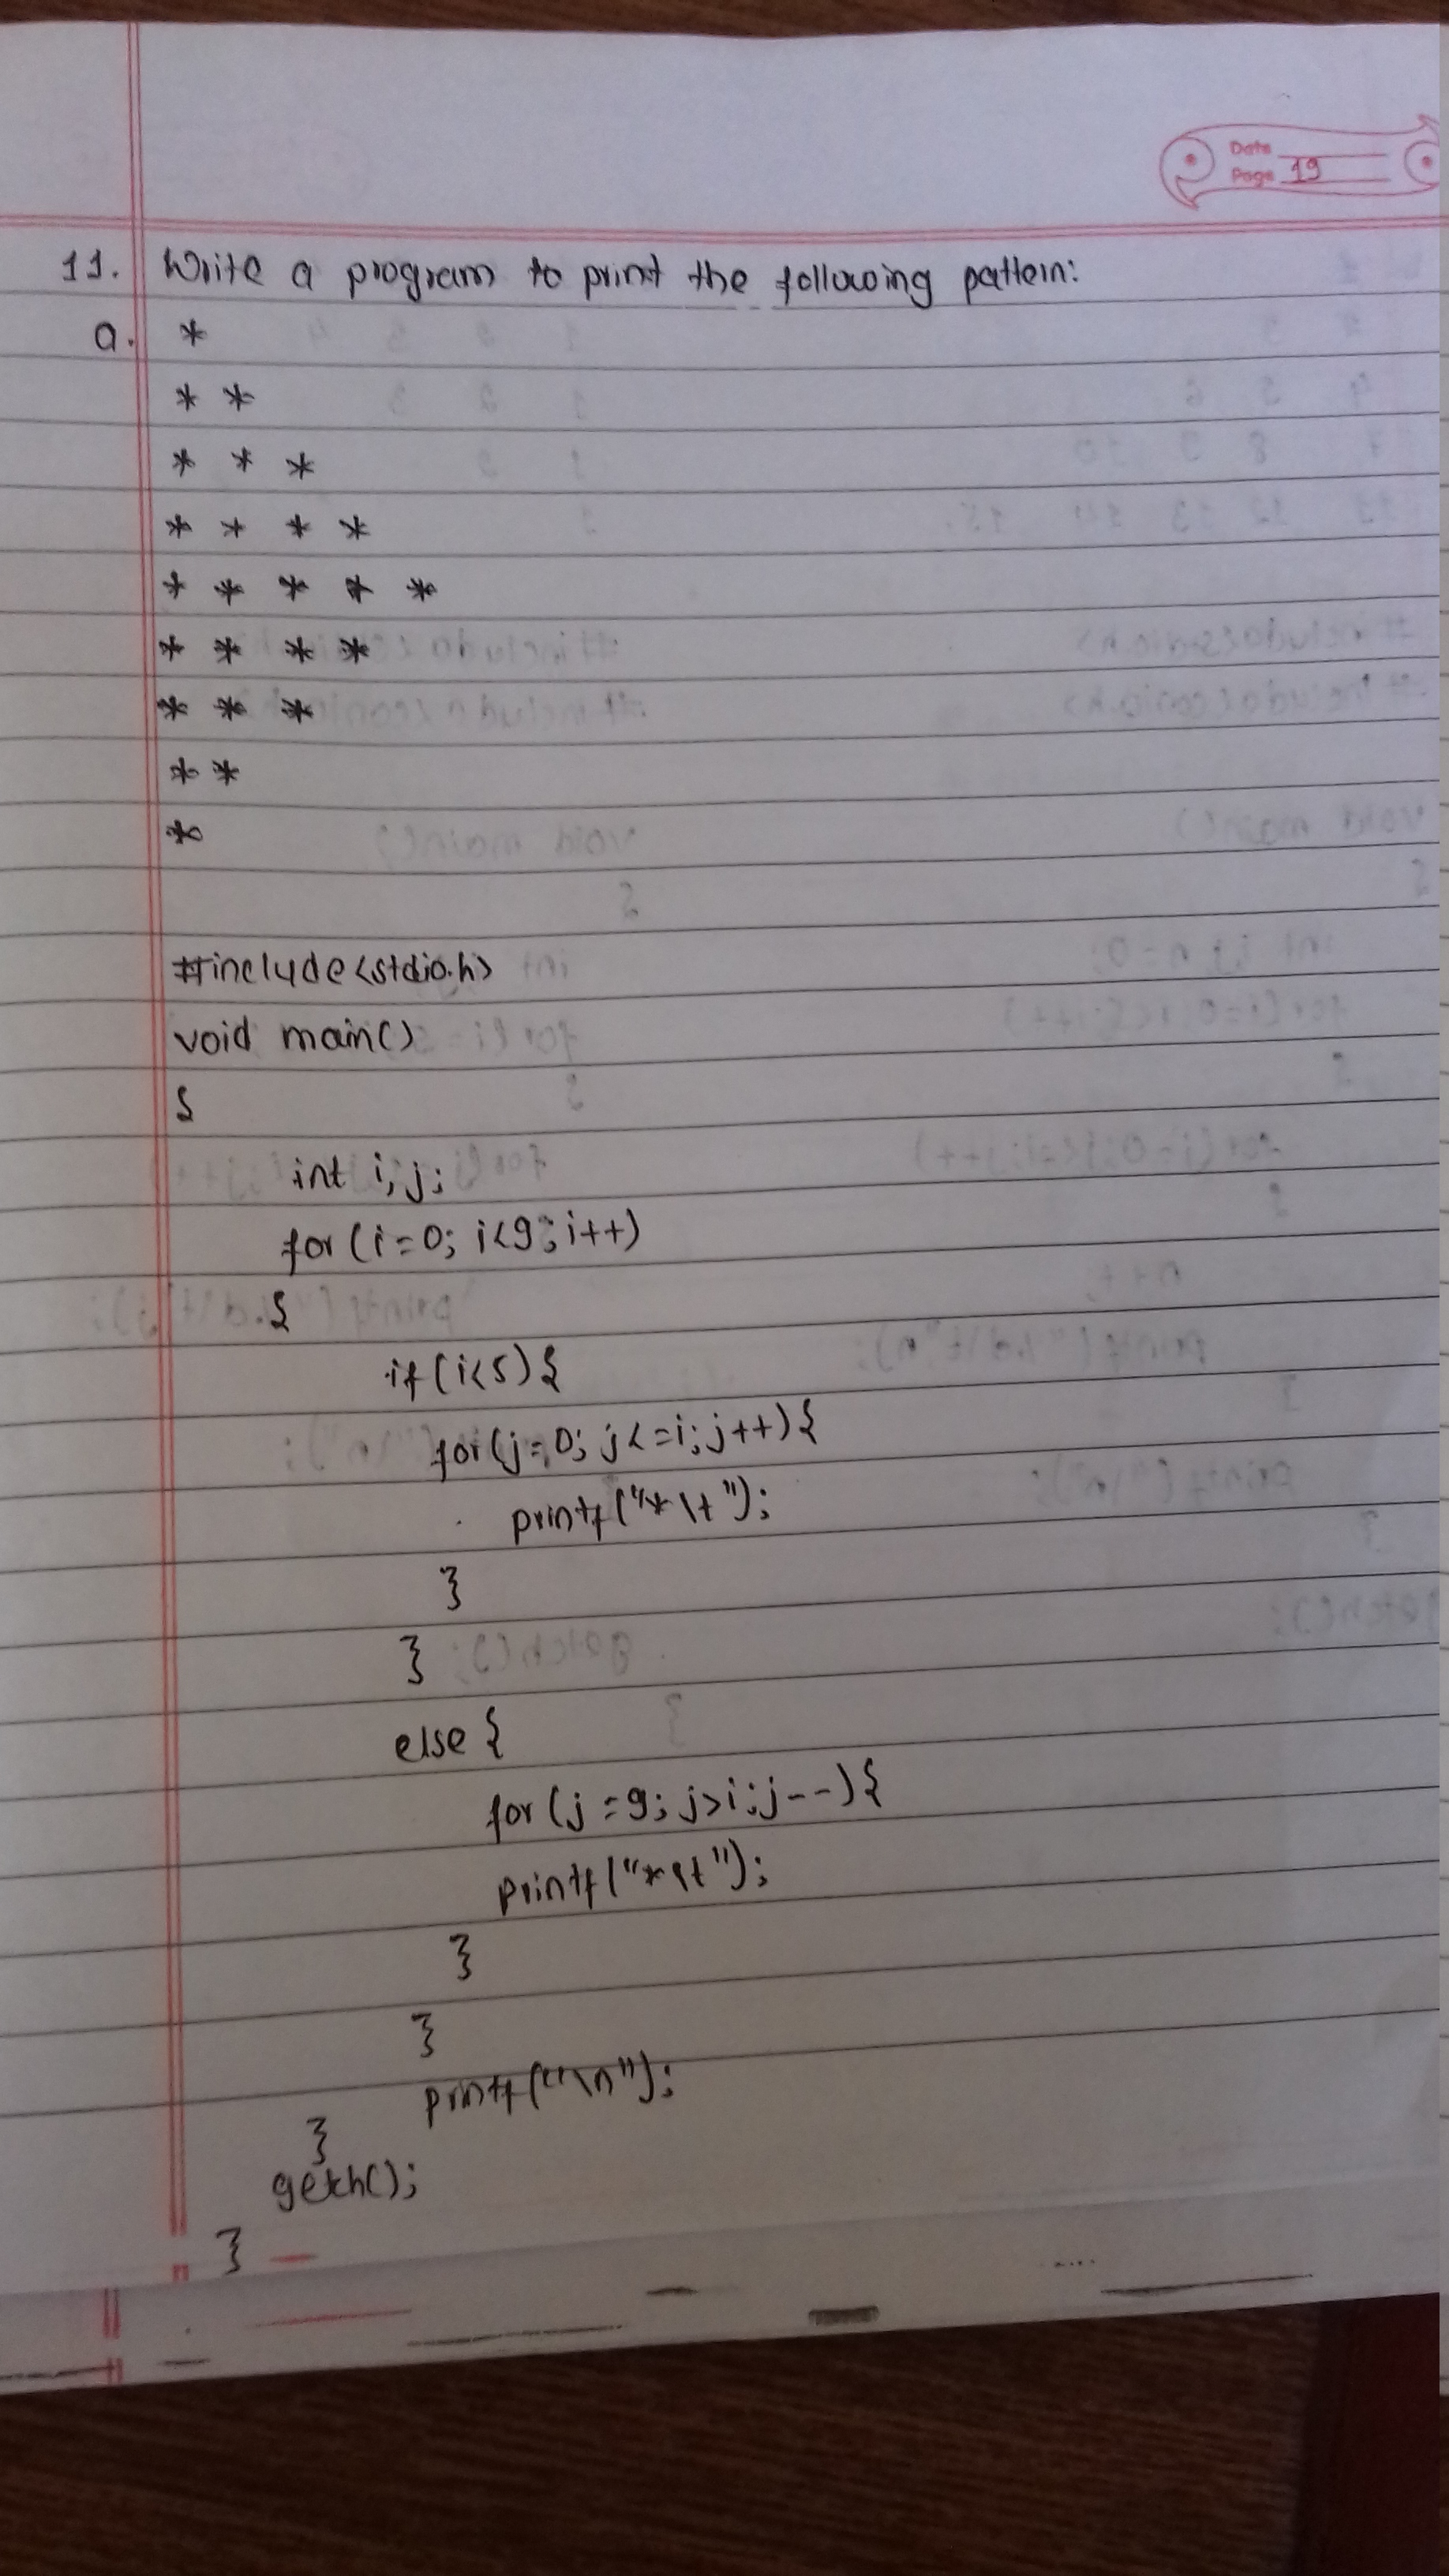 Date
Page 19
11. Write a program to print the following pattern:
a. *
* *
* * *
* * * *
* * * * *
* * * *
* * *
* *
*
#include<stdio.h>
void main()
{
int i,j;
for(i=0; i<9; i++)
{
if(i<5){
for(j=0; j<=i; j++){
printf("*\t");
}
}
else{
for(j=9; j>i; j--){
printf("*\t");
}
}
printf("\n");
}
getch();
}